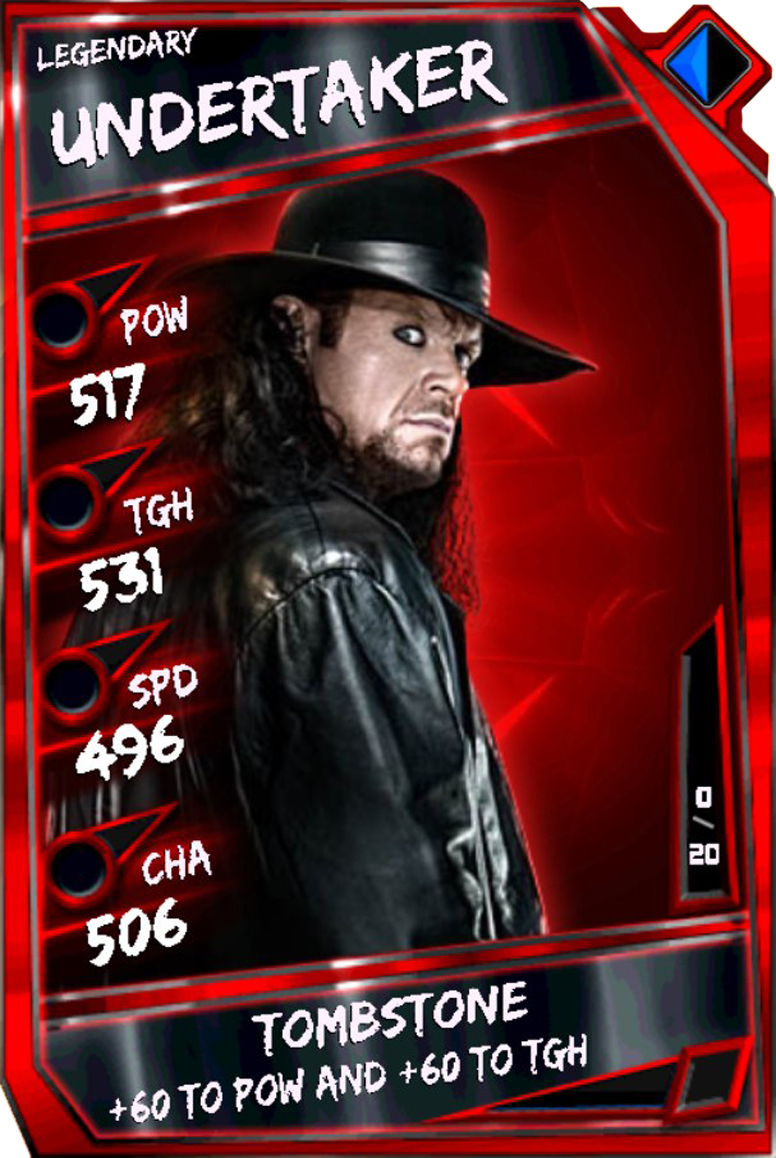 LEGENDARY
UNDERTAKER
POW
517
TGH
531
SPD
496
CHA
506
0
/
20
TOMBSTONE
+60 TO POW AND +60 TO TGH